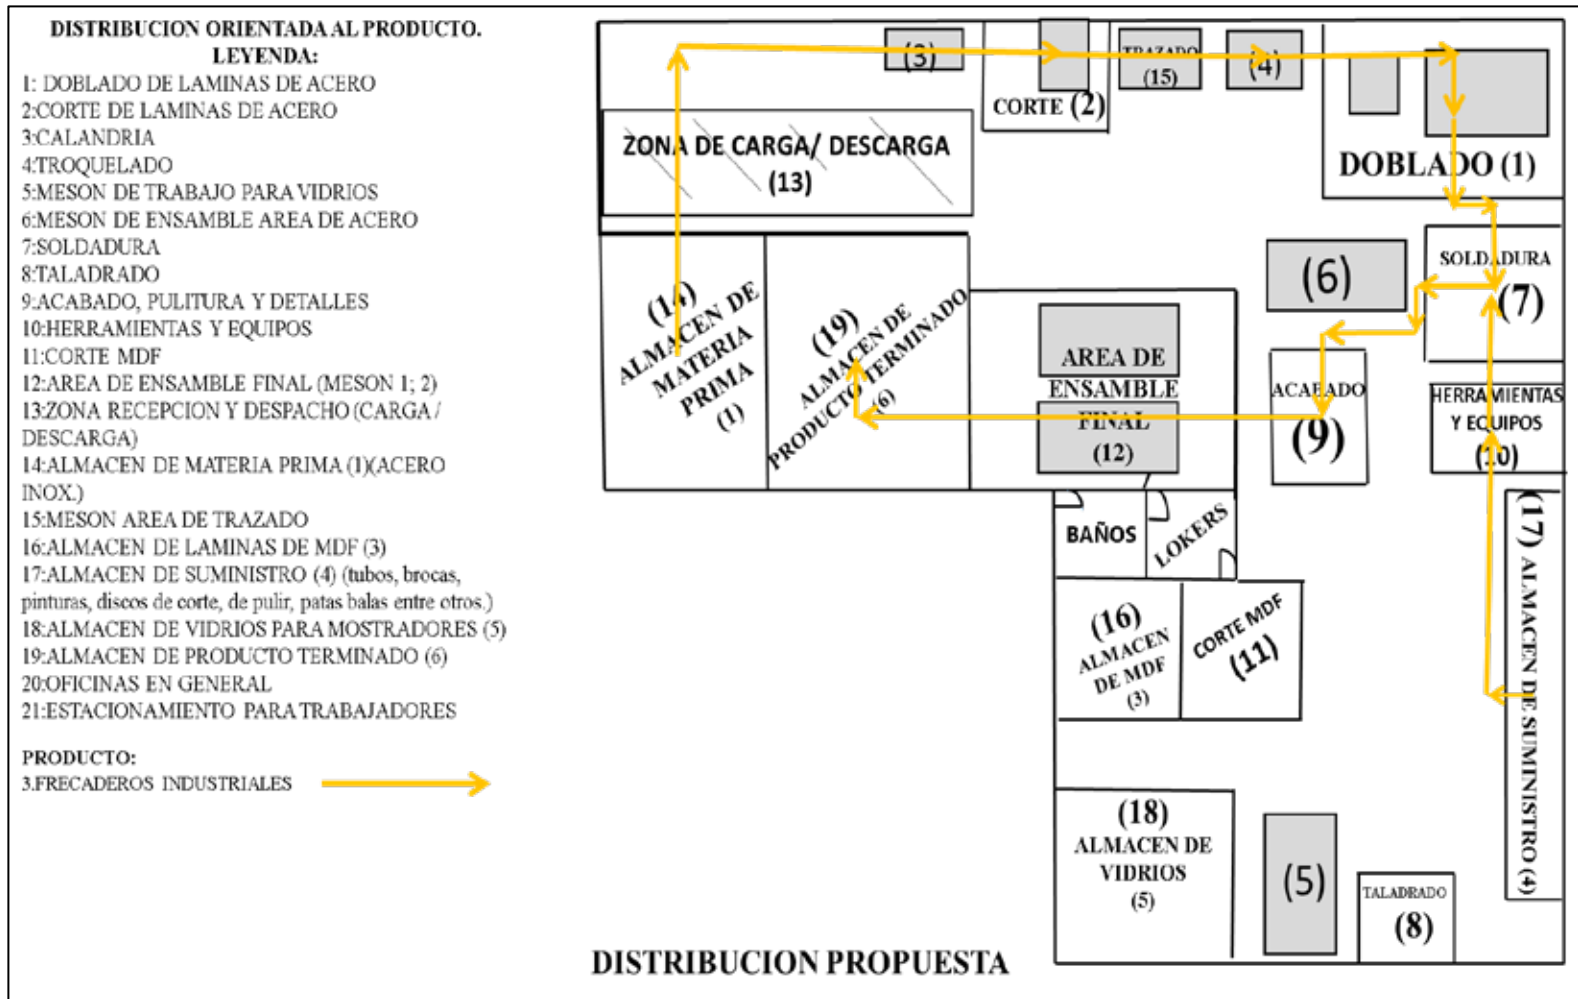 DISTRIBUCION ORIENTADA AL PRODUCTO.
LEYENDA:
1: DOBLADO DE LAMINAS DE ACERO
2:CORTE DE LAMINAS DE ACERO
3:CALANDRIA
4:TROQUELADO
5:MESON DE TRABAJO PARA VIDRIOS
6:MESON DE ENSAMBLE AREA DE ACERO
7:SOLDADURA
8:TALADRADO
9:ACABADO, PULITURA Y DETALLES
10:HERRAMIENTAS Y EQUIPOS
11:CORTE MDF
12:AREA DE ENSAMBLE FINAL (MESON 1; 2)
13:ZONA RECEPCION Y DESPACHO (CARGA /
DESCARGA)
14:ALMACEN DE MATERIA PRIMA (1)(ACERO
INOX.)
15:MESON AREA DE TRAZADO
16:ALMACEN DE LAMINAS DE MDF (3)
17:ALMACEN DE SUMINISTRO (4) (tubos, brocas,
pinturas, discos de corte, de pulir, patas balas entre otros.)
18:ALMACEN DE VIDRIOS PARA MOSTRADORES (5)
19:ALMACEN DE PRODUCTO TERMINADO (6)
20:OFICINAS EN GENERAL
21:ESTACIONAMIENTO PARA TRABAJADORES
PRODUCTO:
3.FRECADEROS INDUSTRIALES
(3)
CORTE (2)
TRAZADO
(15)
(4)
DOBLADO (1)
ZONA DE CARGA/ DESCARGA
(13)
(14)
ALMACEN DE
MATERIA
PRIMA
(1)
(19)
ALMACEN DE
PRODUCTO TERMINADO
(6)
AREA DE
ENSAMBLE
FINAL
(12)
(6)
SOLDADURA
(7)
ACABADO
(9)
HERRAMIENTAS
Y EQUIPOS
(10)
BAÑOS
LOKERS
(16)
ALMACEN
DE MDF
(3)
CORTE MDF
(11)
(17) ALMACEN DE SUMINISTRO (4)
(18)
ALMACEN DE
VIDRIOS
(5)
(5)
TALADRADO
(8)
DISTRIBUCION PROPUESTA